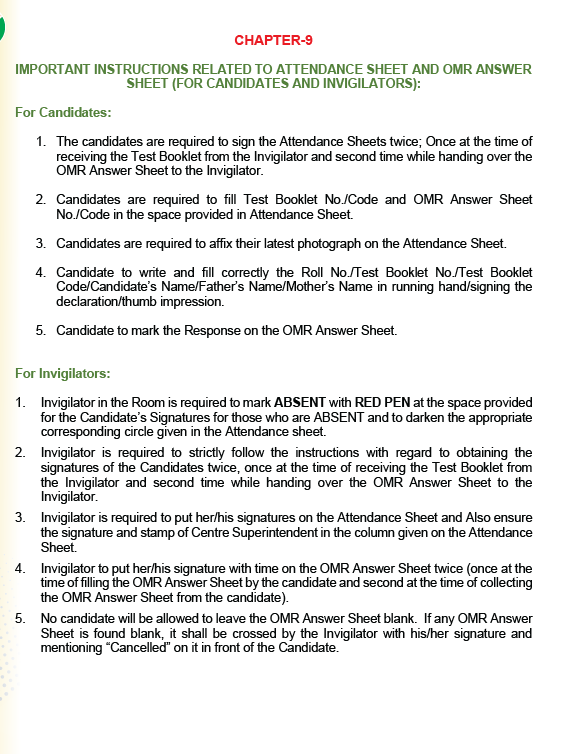 CHAPTER-9
IMPORTANT INSTRUCTIONS RELATED TO ATTENDANCE SHEET AND OMR ANSWER
SHEET (FOR CANDIDATES AND INVIGILATORS):
For Candidates:
1. The candidates are required to sign the Attendance Sheets twice; Once at the time of
receiving the Test Booklet from the Invigilator and second time while handing over the
OMR Answer Sheet to the Invigilator.
2. Candidates are required to fill Test Booklet No./Code and OMR Answer Sheet
No./Code in the space provided in Attendance Sheet.
3. Candidates are required to affix their latest photograph on the Attendance Sheet.
4. Candidate to write and fill correctly the Roll No./Test Booklet No./Test Booklet
Code/Candidate's Name/Father's Name/Mother's Name in running hand/signing the
declaration/thumb impression.
5. Candidate to mark the Response on the OMR Answer Sheet.
For Invigilators:
1. Invigilator in the Room is required to mark ABSENT with RED PEN at the space provided
for the Candidate's Signatures for those who are ABSENT and to darken the appropriate
corresponding circle given in the Attendance sheet.
2. Invigilator is required to strictly follow the instructions with regard to obtaining the
signatures of the Candidates twice, once at the time of receiving the Test Booklet from
the Invigilator and second time while handing over the OMR Answer Sheet to the
Invigilator.
3. Invigilator is required to put her/his signatures on the Attendance Sheet and Also ensure
the signature and stamp of Centre Superintendent in the column given on the Attendance
Sheet.
4. Invigilator to put her/his signature with time on the OMR Answer Sheet twice (once at the
time of filling the OMR Answer Sheet by the candidate and second at the time of collecting
the OMR Answer Sheet from the candidate).
5. No candidate will be allowed to leave the OMR Answer Sheet blank. If any OMR Answer
Sheet is found blank, it shall be crossed by the Invigilator with his/her signature and
mentioning “Cancelled” on it in front of the Candidate.